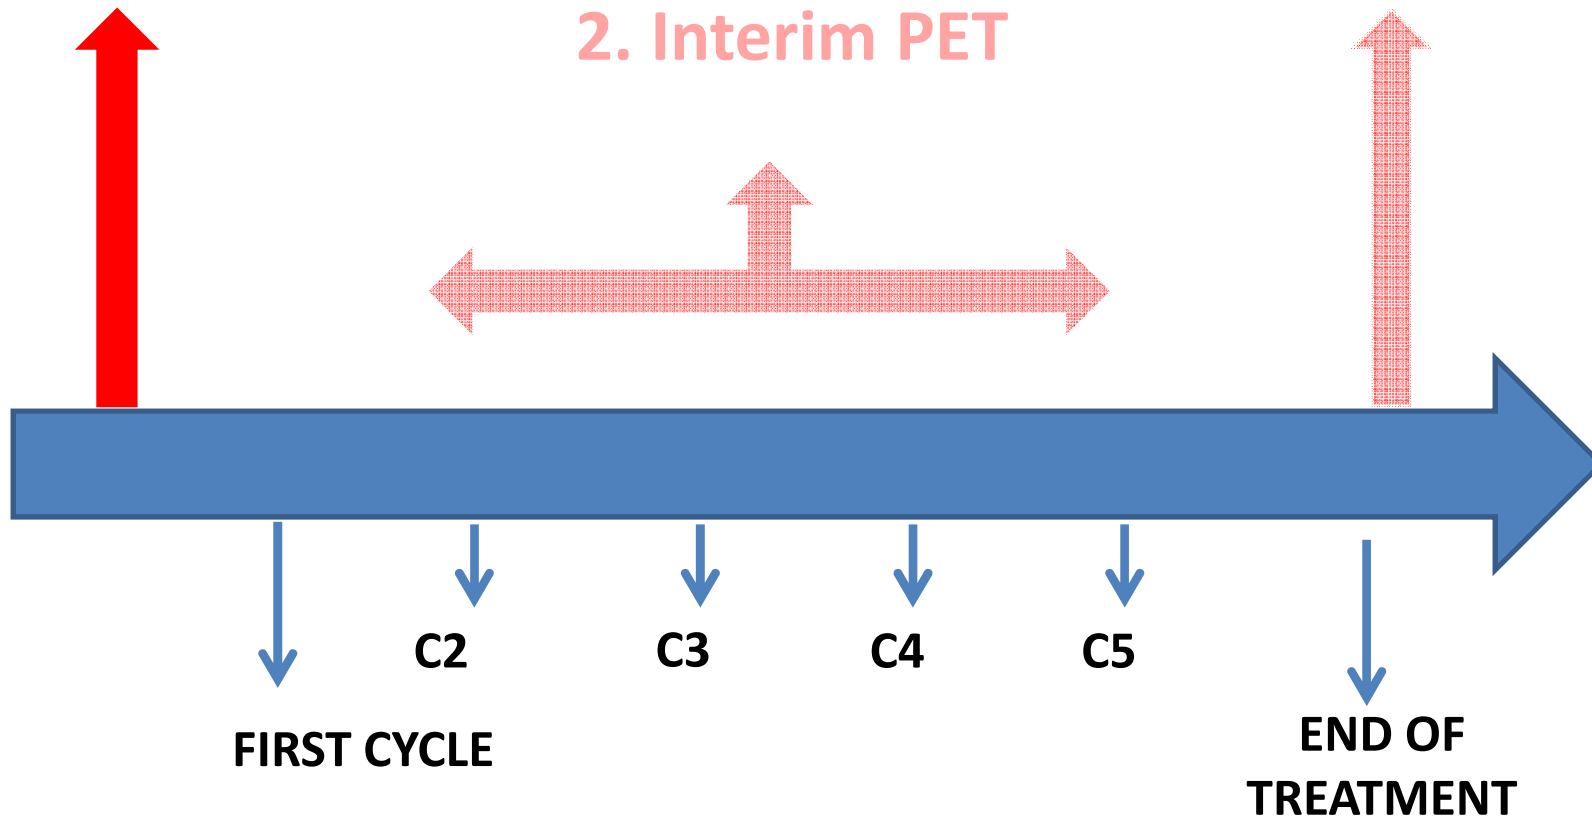 2. Interim PET
C2
C3
C4
C5
FIRST CYCLE
END OF
TREATMENT